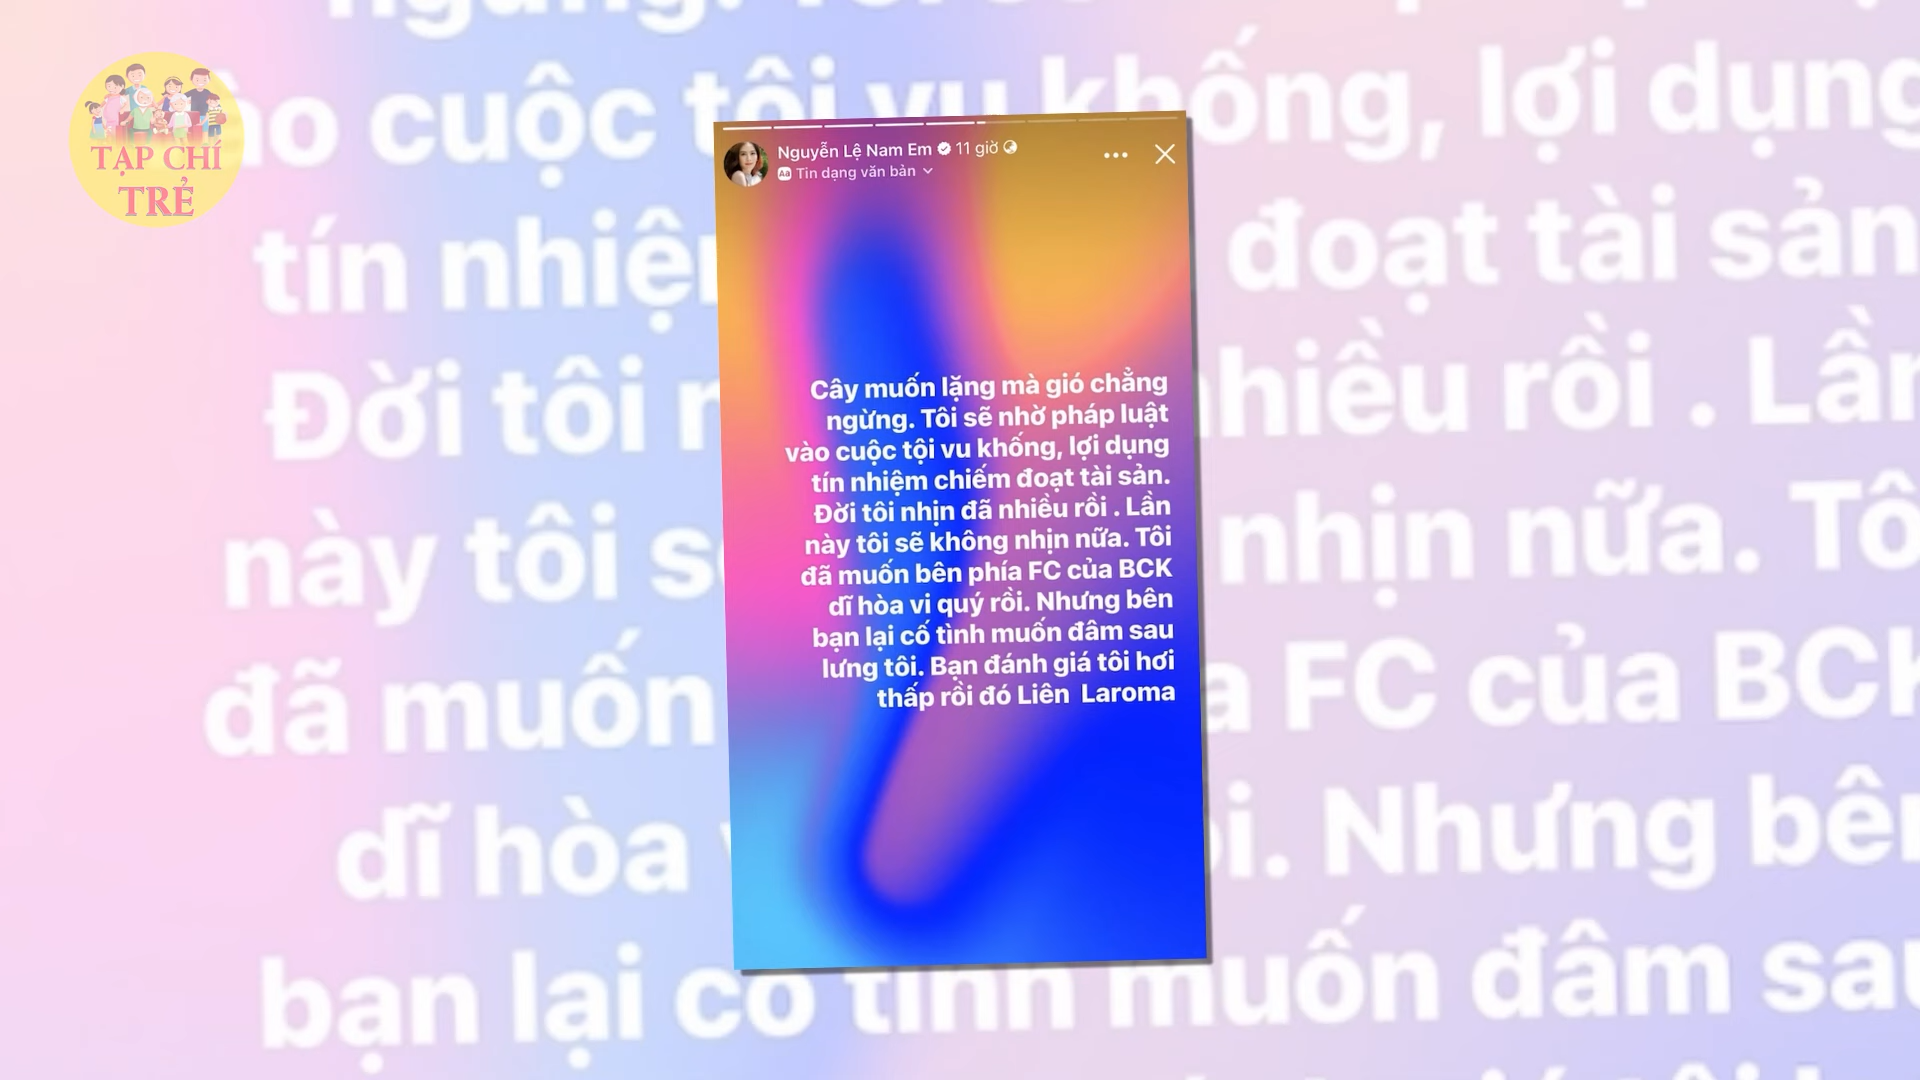 TẠP CHÍ
TRẺ
Nguyễn Lệ Nam Em 11 giờ
Aa Tin dạng văn bản
Cây muốn lặng mà gió chẳng
ngừng. Tôi sẽ nhờ pháp luật
vào cuộc tội vu khống, lợi dụng
tín nhiệm chiếm đoạt tài sản.
Đời tôi nhịn đã nhiều rồi . Lần
này tôi sẽ không nhịn nữa. Tôi
đã muốn bên phía FC của BCK
dĩ hòa vi quý rồi. Nhưng bên
bạn lại cố tình muốn đâm sau
lưng tôi. Bạn đánh giá tôi hơi
thấp rồi đó Liên Laroma